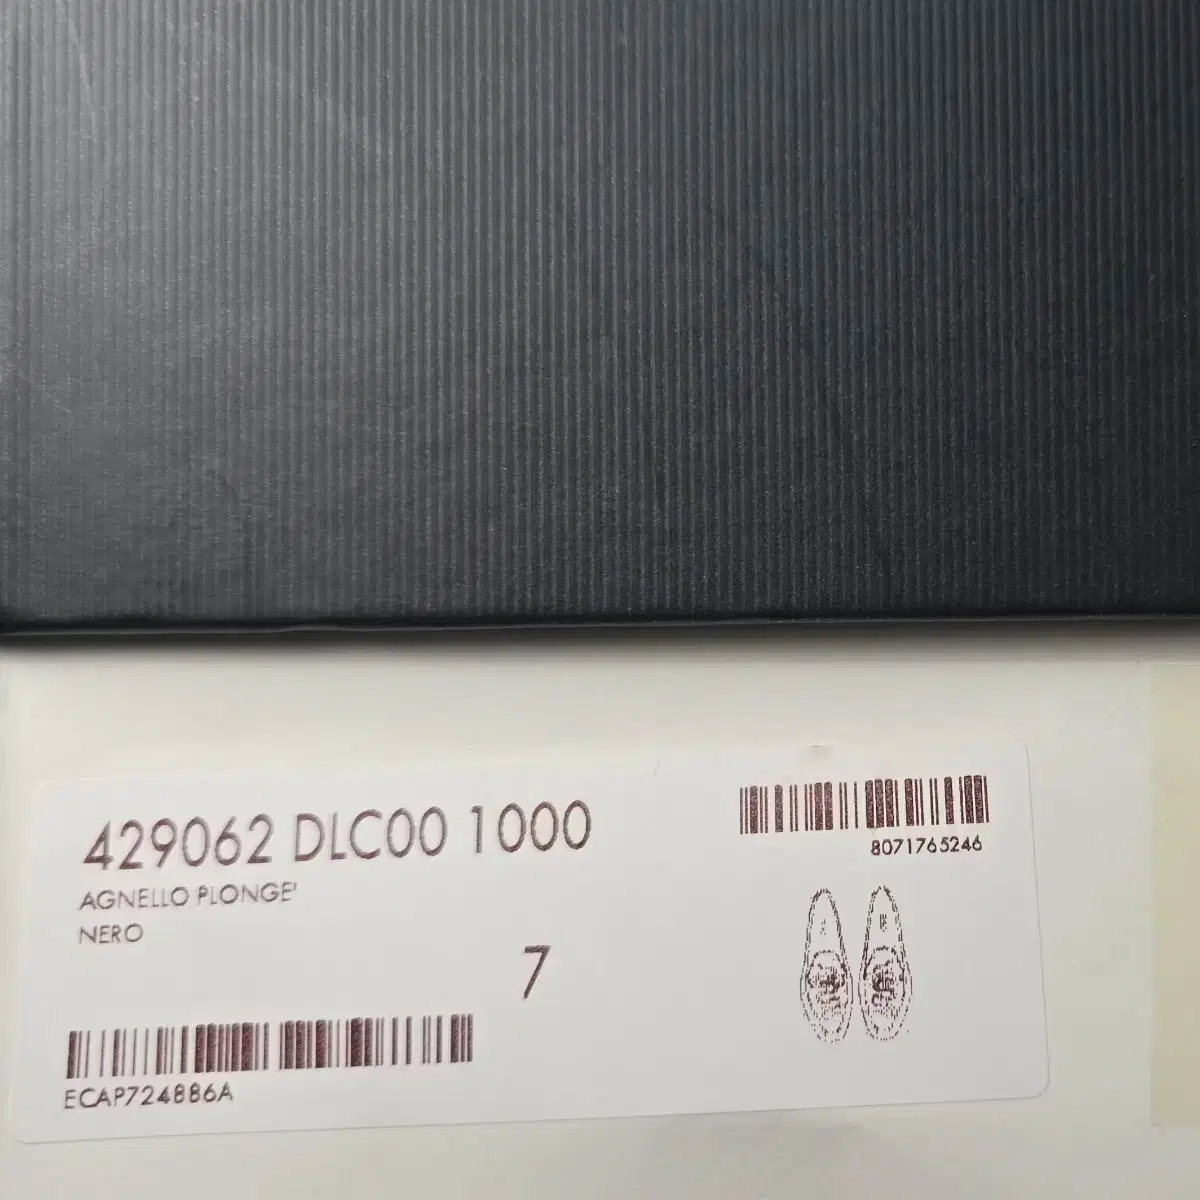 429062 DLC00 1000
8071765246
AGNELLO PLONGE'
NERO
7
ECAP724886A